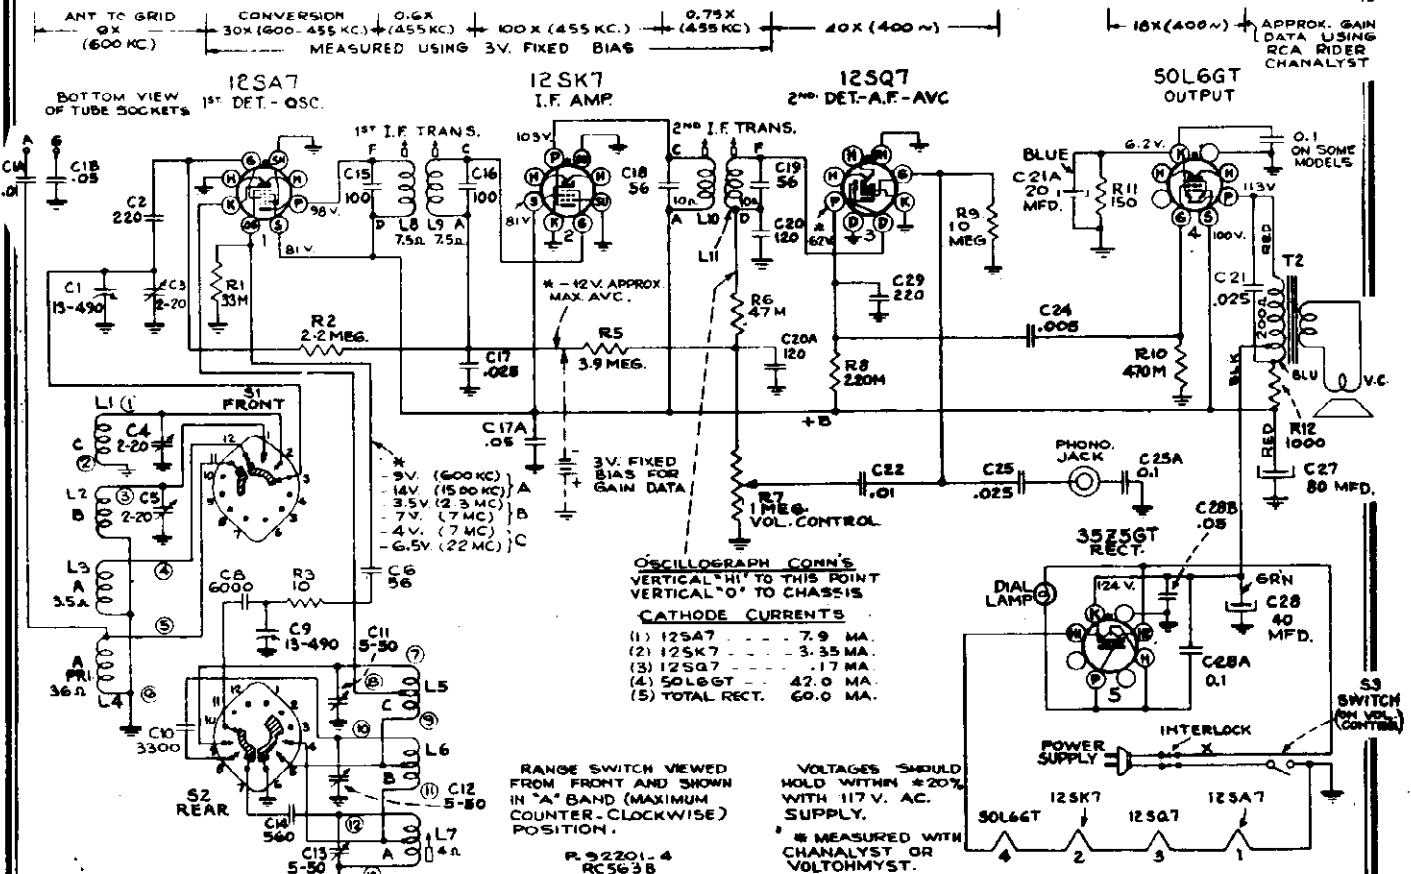 ANT TO GRID
9X
(600 KC)
CONVERSION
30X (600-455 KC)
0.6X
(455 KC)
100X (455 KC)
0.75X
(455 KC)
40X (400~)
18X (400~)
MEASURED USING 3V. FIXED BIAS
APPROX. GAIN
DATA USING
RCA RIDER
CHANALYST
BOTTOM VIEW
OF TUBE SOCKETS
12SA7
1ST. DET.-OSC.
12SK7
I.F. AMP.
12SQ7
2ND. DET.-A.F.-AVC
50L6GT
OUTPUT
1ST I.F. TRANS.
2ND I.F. TRANS.
A
G
.01
C1B
.05
C2
220
C1
13-490
C3
2-20
R1
33M
98V.
81V.
C15
100
L8
7.5Ω
L9
7.5Ω
C16
100
103V.
81V
C18
56
10Ω
L10
10Ω
L11
C19
56
C20
120
*
-.62V.
C29
220
R9
10
MEG
BLUE
C21A
20
MFD.
R11
150
6.2V.
0.1
ON SOME
MODELS
113V
100V.
RED
C21
.025
T2
200Ω
BLK
BLU
V.C.
R12
1000
RED
C27
80 MFD.
* -12V. APPROX.
MAX. AVC.
R2
2.2 MEG.
R5
3.9 MEG.
C17
.025
R6
47M
C20A
120
R8
220M
C24
.005
R10
470M
+B
S1
FRONT
L1
C
C4
2-20
L2
B
C5
2-20
L3
A
3.5Ω
A
PRI.
36Ω
L4
C17A
.05
3V. FIXED
BIAS FOR
GAIN DATA
*
- 9V. (600 KC)
- 14V. (1500 KC) } A
- 3.5V. (2.3 MC)
- 7V. (7 MC) } B
- 4V. (7 MC)
- 6.5V. (22 MC) } C
R7
1 MEG.
VOL. CONTROL
C22
.01
C25
.025
PHONO.
JACK
C25A
0.1
C28B
.05
OSCILLOGRAPH CONN'S
VERTICAL "HI" TO THIS POINT
VERTICAL "O" TO CHASSIS
CATHODE CURRENTS
(1) 12SA7 - - - - 7.9 MA.
(2) 12SK7 - - - - 3.35 MA.
(3) 12SQ7 - - - - .17 MA.
(4) 50L6GT - - 42.0 MA.
(5) TOTAL RECT. 60.0 MA.
35Z5GT
RECT.
DIAL
LAMP
124 V.
GRN
C28
40
MFD.
C28A
0.1
C8
6000
R3
10
C6
56
C9
13-490
C11
5-50
L5
C
C10
3300
L6
B
C12
5-50
S2
REAR
C14
560
C13
5-50
L7
4Ω
A
POWER
SUPPLY
INTERLOCK
X
S3
SWITCH
(ON VOL.
CONTROL)
RANGE SWITCH VIEWED
FROM FRONT AND SHOWN
IN "A" BAND (MAXIMUM
COUNTER-CLOCKWISE)
POSITION.
P-92201-4
RC563B
VOLTAGES SHOULD
HOLD WITHIN ±20%
WITH 117 V. AC.
SUPPLY.
* MEASURED WITH
CHANALYST OR
VOLTOHMYST.
50L6GT
12SK7
12SQ7
12SA7
4
2
3
1